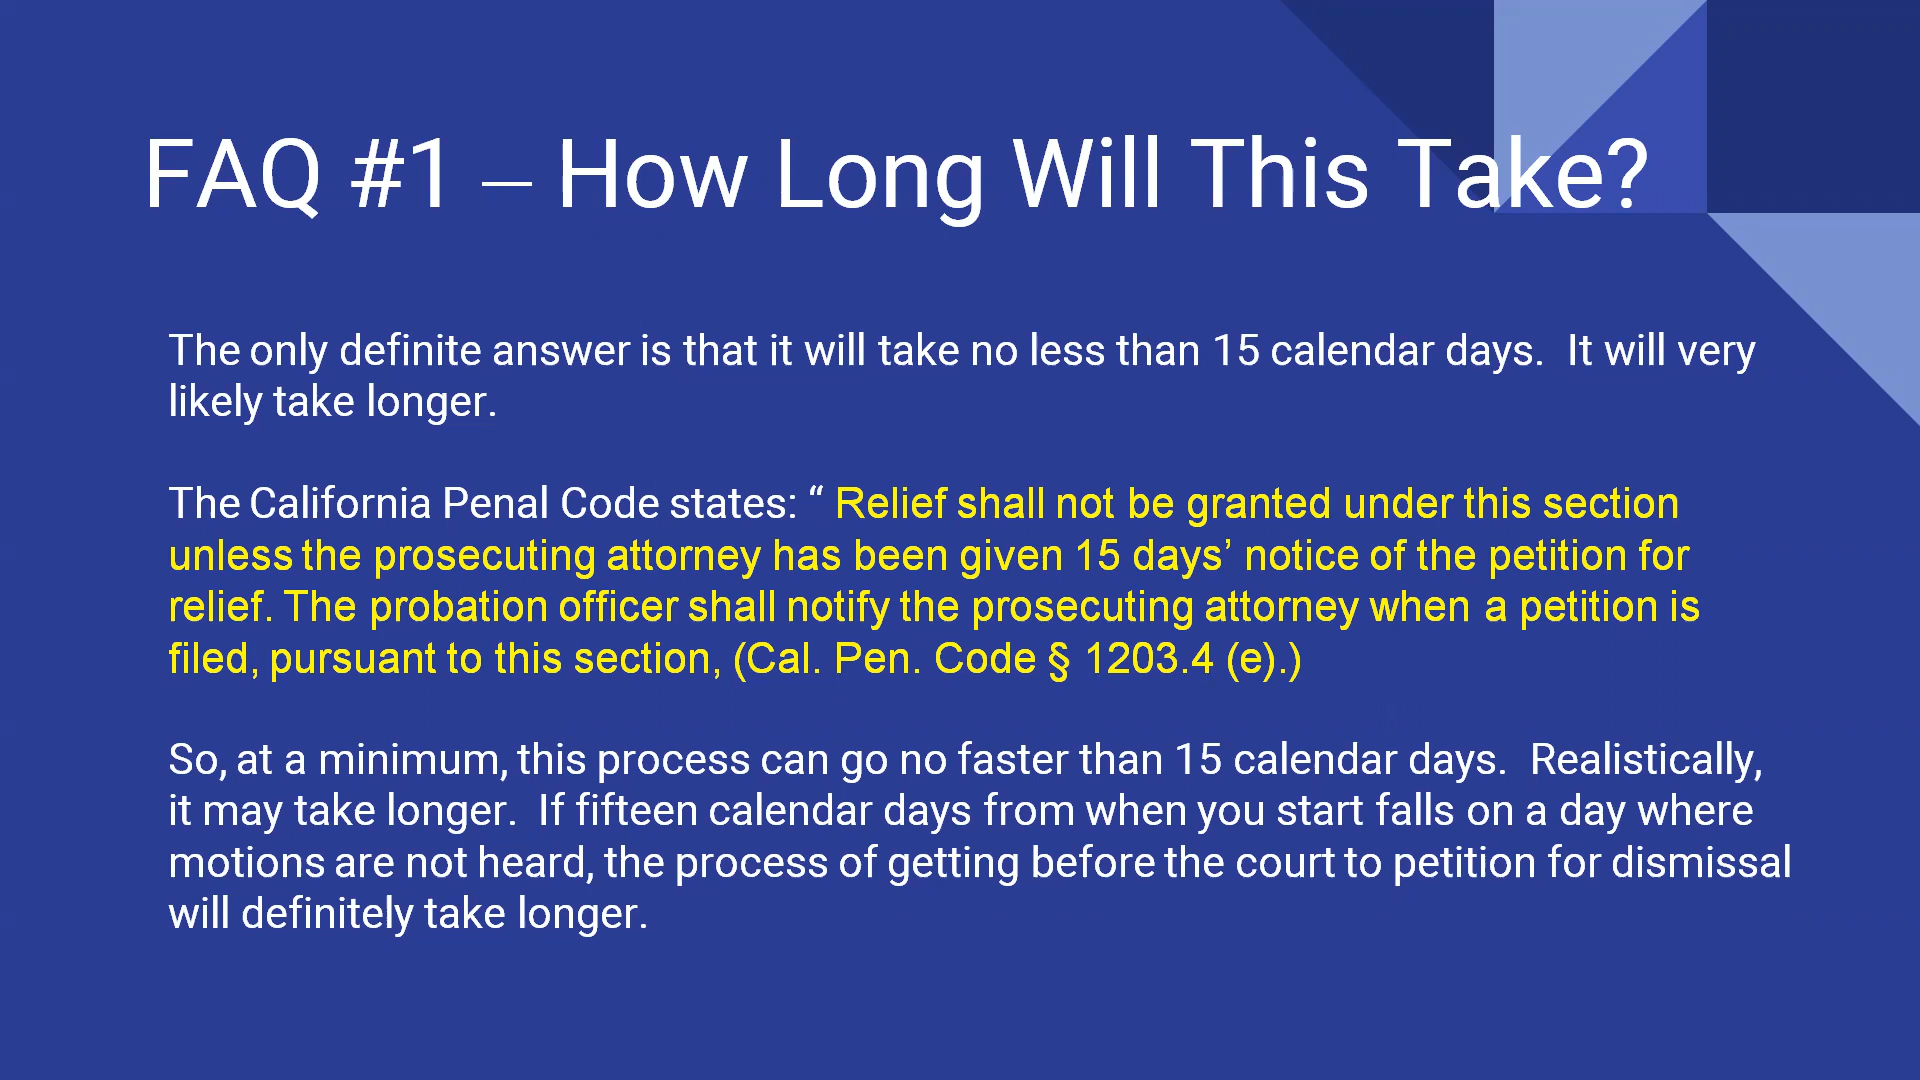 FAQ #1 – How Long Will This Take?
The only definite answer is that it will take no less than 15 calendar days.  It will very
likely take longer.
The California Penal Code states: “ Relief shall not be granted under this section
unless the prosecuting attorney has been given 15 days’ notice of the petition for
relief. The probation officer shall notify the prosecuting attorney when a petition is
filed, pursuant to this section, (Cal. Pen. Code § 1203.4 (e).)
So, at a minimum, this process can go no faster than 15 calendar days.  Realistically,
it may take longer.  If fifteen calendar days from when you start falls on a day where
motions are not heard, the process of getting before the court to petition for dismissal
will definitely take longer.